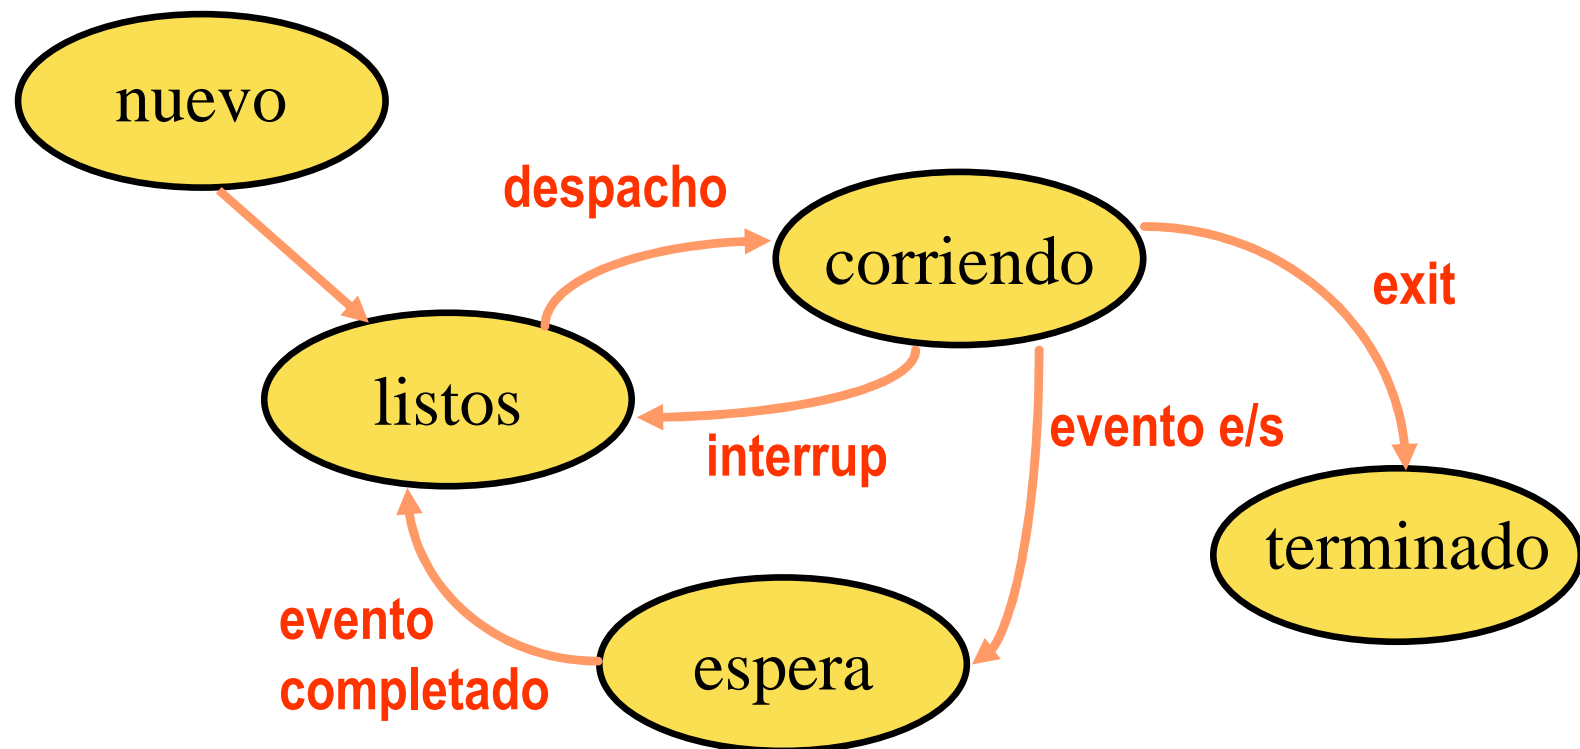 nuevo
despacho
corriendo
exit
listos
interrup
evento e/s
terminado
evento
completado
espera